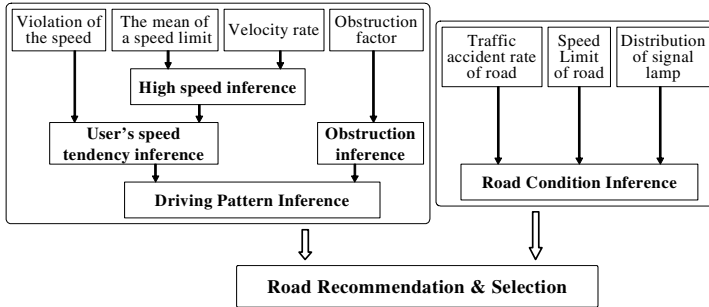 Violation of
the speed
The mean of
a speed limit
Velocity rate
Obstruction
factor
High speed inference
User's speed
tendency inference
Obstruction
inference
Driving Pattern Inference
Traffic
accident rate
of road
Speed
Limit
of road
Distribution
of signal
lamp
Road Condition Inference
Road Recommendation & Selection